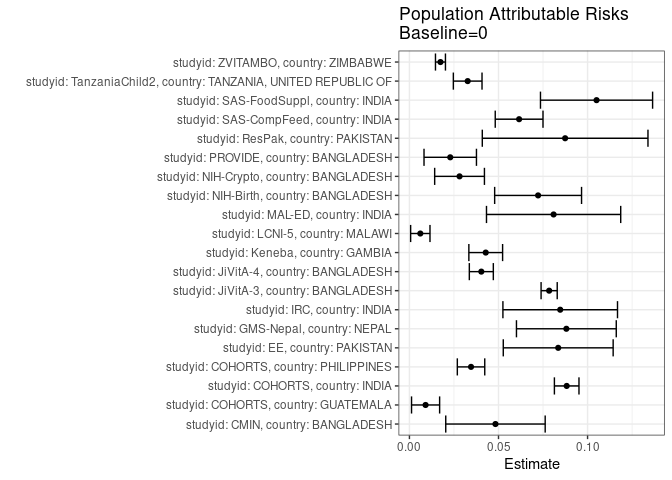 Population Attributable Risks
Baseline=0
studyid: ZVITAMBO, country: ZIMBABWE
studyid: TanzaniaChild2, country: TANZANIA, UNITED REPUBLIC OF
studyid: SAS-FoodSuppl, country: INDIA
studyid: SAS-CompFeed, country: INDIA
studyid: ResPak, country: PAKISTAN
studyid: PROVIDE, country: BANGLADESH
studyid: NIH-Crypto, country: BANGLADESH
studyid: NIH-Birth, country: BANGLADESH
studyid: MAL-ED, country: INDIA
studyid: LCNI-5, country: MALAWI
studyid: Keneba, country: GAMBIA
studyid: JiVitA-4, country: BANGLADESH
studyid: JiVitA-3, country: BANGLADESH
studyid: IRC, country: INDIA
studyid: GMS-Nepal, country: NEPAL
studyid: EE, country: PAKISTAN
studyid: COHORTS, country: PHILIPPINES
studyid: COHORTS, country: INDIA
studyid: COHORTS, country: GUATEMALA
studyid: CMIN, country: BANGLADESH
0.00 0.05 0.10
Estimate